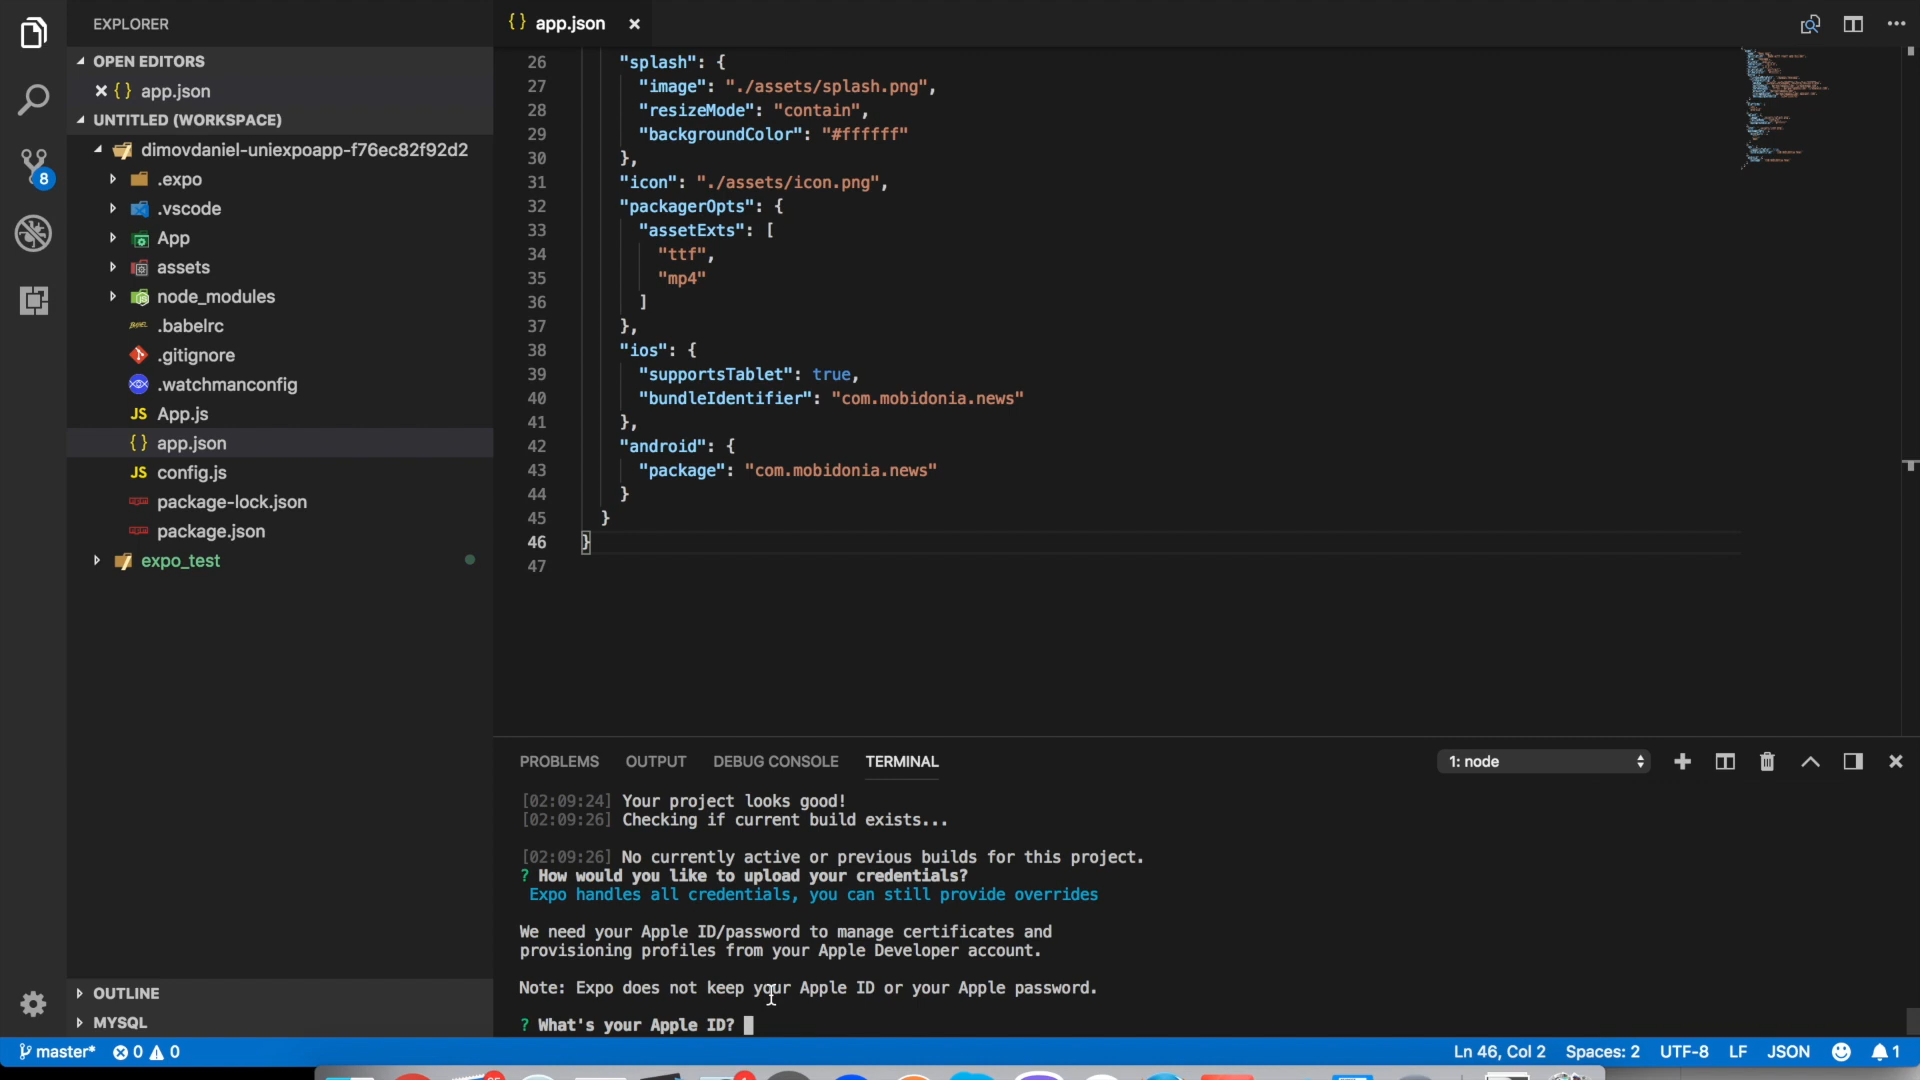 EXPLORER
OPEN EDITORS
{ } app.json
UNTITLED (WORKSPACE)
dimovdaniel-uniexpoapp-f76ec82f92d2
.expo
.vscode
App
assets
node_modules
.babelrc
.gitignore
.watchmanconfig
JS App.js
{ } app.json
JS config.js
package-lock.json
package.json
expo_test
OUTLINE
MYSQL
8
{ } app.json
26 "splash": {
27 "image": "./assets/splash.png",
28 "resizeMode": "contain",
29 "backgroundColor": "#ffffff"
30 },
31 "icon": "./assets/icon.png",
32 "packagerOpts": {
33 "assetExts": [
34 "ttf",
35 "mp4"
36 ]
37 },
38 "ios": {
39 "supportsTablet": true,
40 "bundleIdentifier": "com.mobidonia.news"
41 },
42 "android": {
43 "package": "com.mobidonia.news"
44 }
45 }
46 }
47
PROBLEMS OUTPUT DEBUG CONSOLE TERMINAL 1: node
[02:09:24] Your project looks good!
[02:09:26] Checking if current build exists...
[02:09:26] No currently active or previous builds for this project.
? How would you like to upload your credentials?
Expo handles all credentials, you can still provide overrides
We need your Apple ID/password to manage certificates and
provisioning profiles from your Apple Developer account.
Note: Expo does not keep your Apple ID or your Apple password.
? What's your Apple ID?
master* 0 0 Ln 46, Col 2 Spaces: 2 UTF-8 LF JSON 1